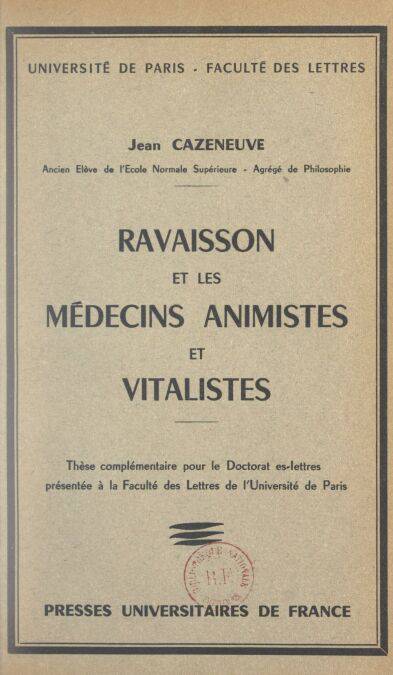 UNIVERSITÉ DE PARIS - FACULTÉ DES LETTRES
Jean CAZENEUVE
Ancien Elève de l'Ecole Normale Supérieure - Agrégé de Philosophie
RAVAISSON
ET LES
MÉDECINS ANIMISTES
ET
VITALISTES
Thèse complémentaire pour le Doctorat es-lettres
présentée à la Faculté des Lettres de l'Université de Paris
R.F.
PRESSES UNIVERSITAIRES DE FRANCE